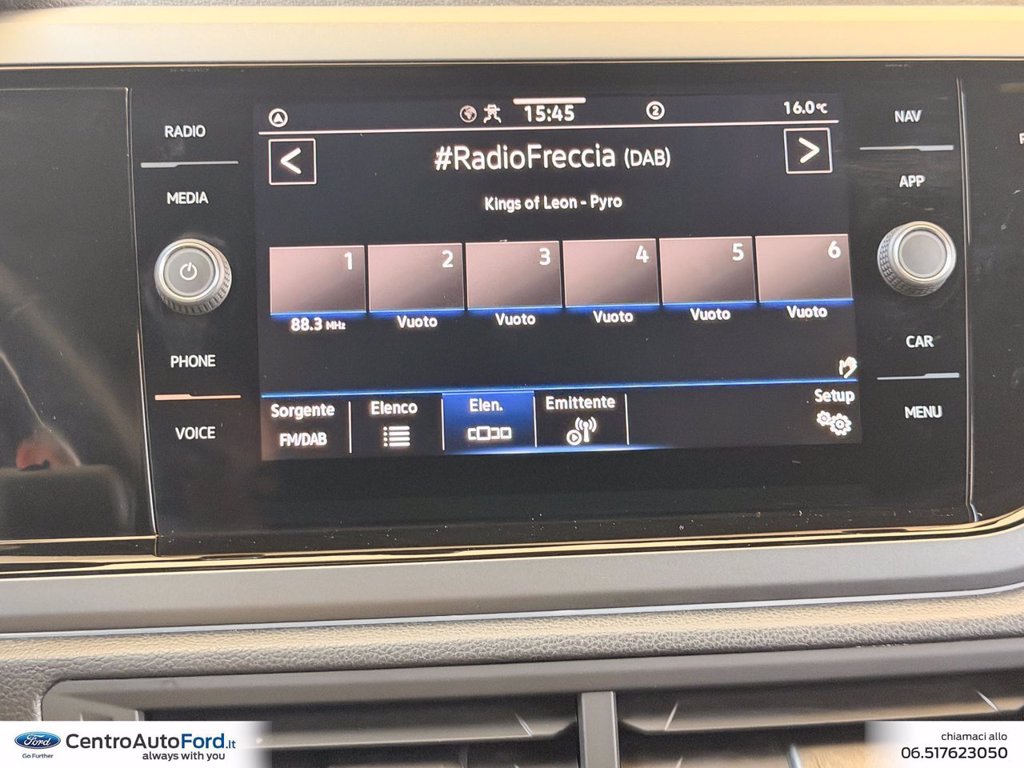 RADIO
MEDIA
PHONE
VOICE
15:45
2
16.0°C
<
#RadioFreccia (DAB)
>
Kings of Leon - Pyro
1 2 3 4 5 6
88.3 MHz Vuoto Vuoto Vuoto Vuoto Vuoto
Sorgente Elenco Elen. Emittente Setup
FM/DAB
NAV
APP
CAR
MENU
Ford
Go Further
CentroAutoFord.it
always with you
chiamaci allo
06.517623050